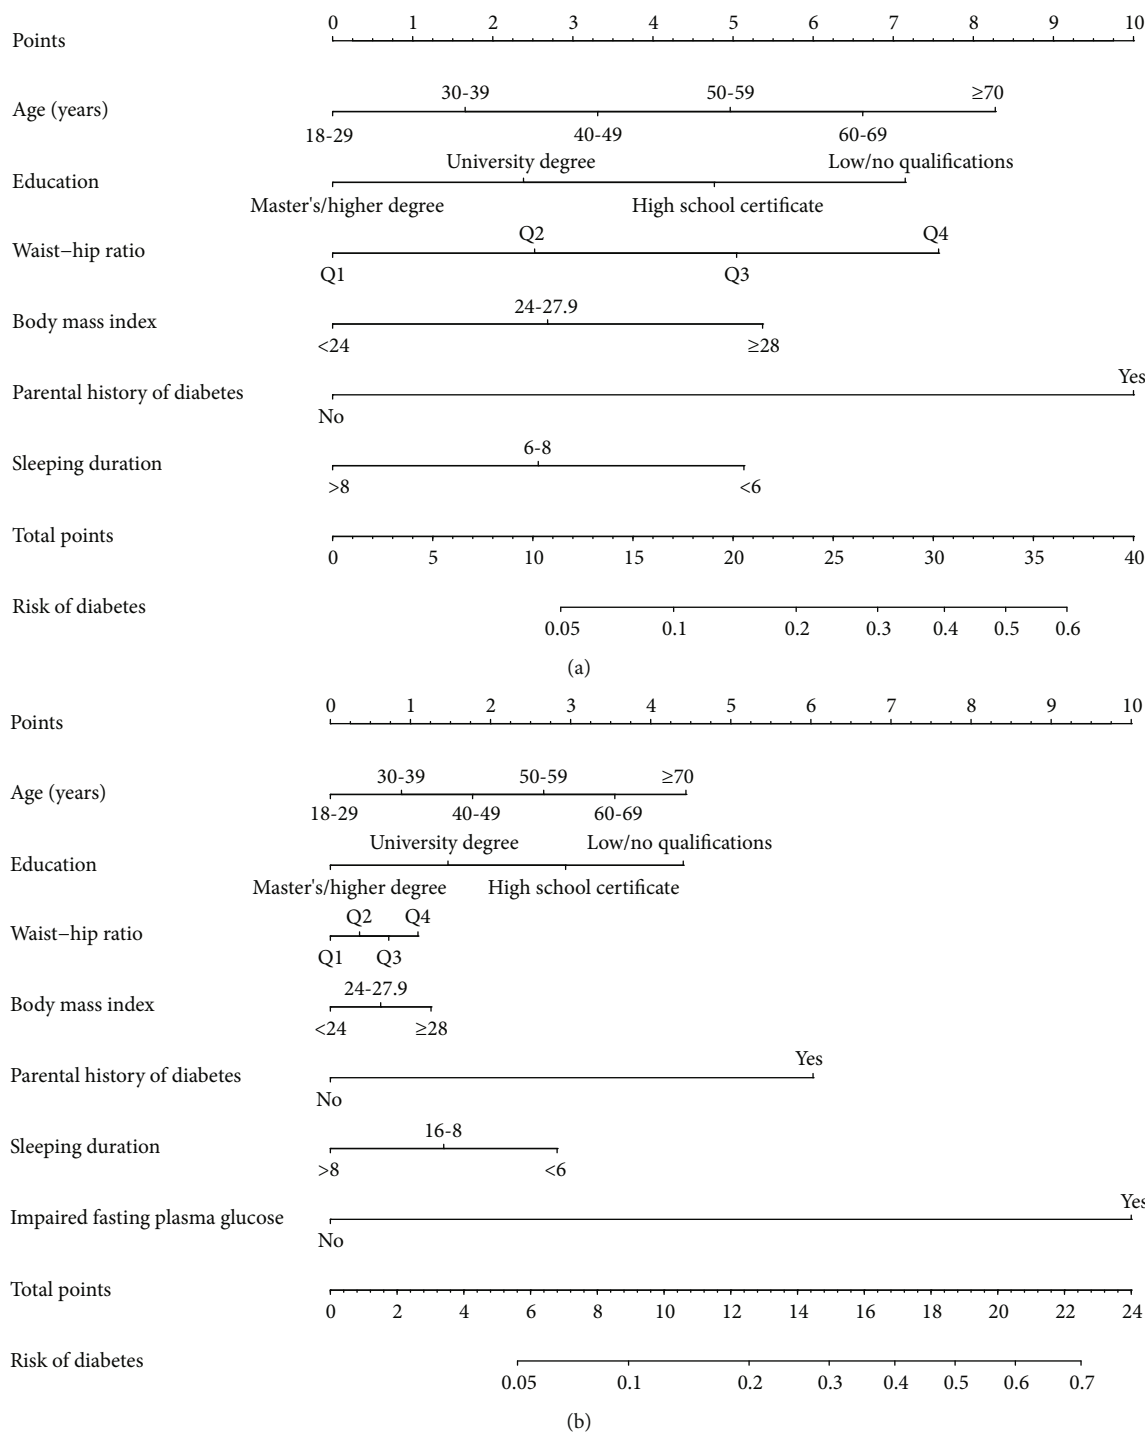 0 1 2 3 4 5 6 7 8 9 10
Points
30-39 50-59 ≥70
Age (years)
18-29 40-49 60-69
University degree Low/no qualifications
Education
Master's/higher degree High school certificate
Q2 Q4
Waist–hip ratio
Q1 Q3
24-27.9
Body mass index
<24 ≥28
Yes
Parental history of diabetes
No
6-8
Sleeping duration
>8 <6
Total points
0 5 10 15 20 25 30 35 40
Risk of diabetes
0.05 0.1 0.2 0.3 0.4 0.5 0.6
(a)
0 1 2 3 4 5 6 7 8 9 10
Points
30-39 50-59 ≥70
Age (years)
18-29 40-49 60-69
University degree Low/no qualifications
Education
Master's/higher degree High school certificate
Q2 Q4
Waist–hip ratio
Q1 Q3
24-27.9
Body mass index
<24 ≥28
Yes
Parental history of diabetes
No
16-8
Sleeping duration
>8 <6
Yes
Impaired fasting plasma glucose
No
Total points
0 2 4 6 8 10 12 14 16 18 20 22 24
Risk of diabetes
0.05 0.1 0.2 0.3 0.4 0.5 0.6 0.7
(b)